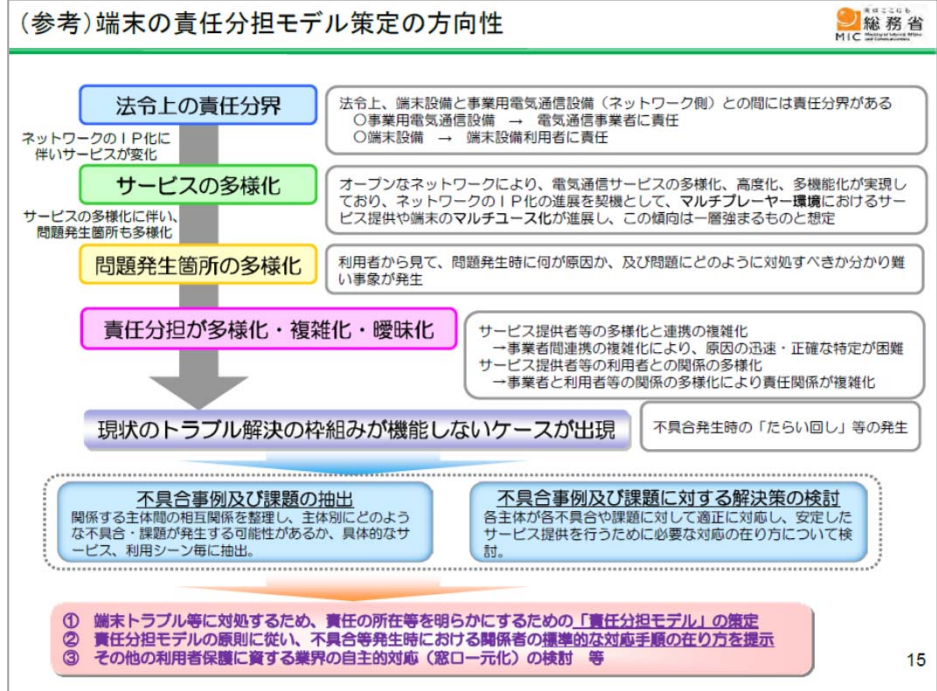 (参考)端末の責任分担モデル策定の方向性
総務省
MIC
法令上の責任分界
法令上、端末設備と事業用電気通信設備(ネットワーク側)との間には責任分界がある
○事業用電気通信設備 → 電気通信事業者に責任
○端末設備 → 端末設備利用者に責任
ネットワークのIP化に
伴いサービスが変化
サービスの多様化
オープンなネットワークにより、電気通信サービスの多様化、高度化、多機能化が実現し
ており、ネットワークのIP化の進展を契機として、マルチプレーヤー環境におけるサー
ビス提供や端末のマルチユース化が進展し、この傾向は一層強まるものと想定
サービスの多様化に伴い、
問題発生箇所も多様化
問題発生箇所の多様化
利用者から見て、問題発生時に何が原因か、及び問題にどのように対処すべきか分かり難
い事象が発生
責任分担が多様化・複雑化・曖昧化
サービス提供者等の多様化と連携の複雑化
→事業者間連携の複雑化により、原因の迅速・正確な特定が困難
サービス提供者等の利用者との関係の多様化
→事業者と利用者等の関係の多様化により責任関係が複雑化
現状のトラブル解決の枠組みが機能しないケースが出現
不具合発生時の「たらい回し」等の発生
不具合事例及び課題の抽出
関係する主体間の相互関係を整理し、主体別にどのよう
な不具合・課題が発生する可能性があるか、具体的なサ
ービス、利用シーン毎に抽出。
不具合事例及び課題に対する解決策の検討
各主体が各不具合や課題に対して適正に対応し、安定した
サービス提供を行うために必要な対応の在り方について検
討。
① 端末トラブル等に対処するため、責任の所在等を明らかにするための「責任分担モデル」の策定
② 責任分担モデルの原則に従い、不具合等発生時における関係者の標準的な対応手順の在り方を提示
③ その他の利用者保護に資する業界の自主的対応(窓口一元化)の検討 等
15